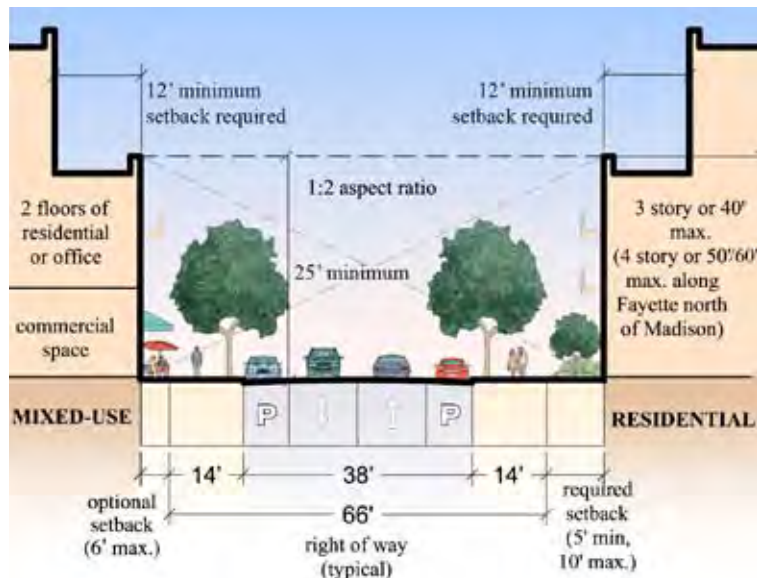 12' minimum
setback required
12' minimum
setback required
1:2 aspect ratio
2 floors of
residential
or office
3 story or 40'
max.
(4 story or 50'/60'
max. along
Fayette north
of Madison)
25' minimum
commercial
space
MIXED-USE
P
P
RESIDENTIAL
14'
38'
14'
optional
setback
(6' max.)
66'
right of way
(typical)
required
setback
(5' min,
10' max.)